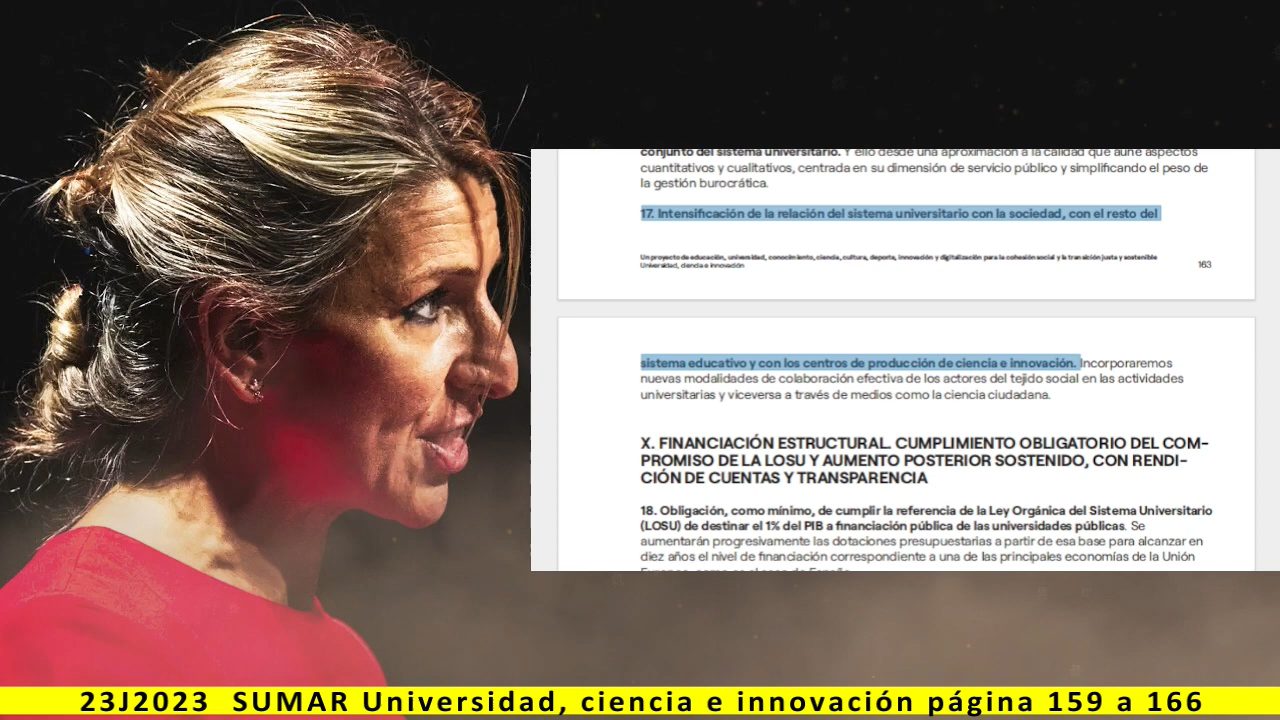 conjunto del sistema universitario. Y ello desde una aproximación a la calidad que aúne aspectos
cuantitativos y cualitativos, centrada en su dimensión de servicio público y simplificando el peso de
la gestión burocrática.
17. Intensificación de la relación del sistema universitario con la sociedad, con el resto del
Un proyecto de educación, universidad, conocimiento, ciencia, cultura, deporte, innovación y digitalización para la cohesión social y la transición justa y sostenible
Universidad, ciencia e innovación
163
sistema educativo y con los centros de producción de ciencia e innovación. Incorporaremos
nuevas modalidades de colaboración efectiva de los actores del tejido social en las actividades
universitarias y viceversa a través de medios como la ciencia ciudadana.
X. FINANCIACIÓN ESTRUCTURAL. CUMPLIMIENTO OBLIGATORIO DEL COM-
PROMISO DE LA LOSU Y AUMENTO POSTERIOR SOSTENIDO, CON RENDI-
CIÓN DE CUENTAS Y TRANSPARENCIA
18. Obligación, como mínimo, de cumplir la referencia de la Ley Orgánica del Sistema Universitario
(LOSU) de destinar el 1% del PIB a financiación pública de las universidades públicas. Se
aumentarán progresivamente las dotaciones presupuestarias a partir de esa base para alcanzar en
diez años el nivel de financiación correspondiente a una de las principales economías de la Unión
23J2023 SUMAR Universidad, ciencia e innovación página 159 a 166